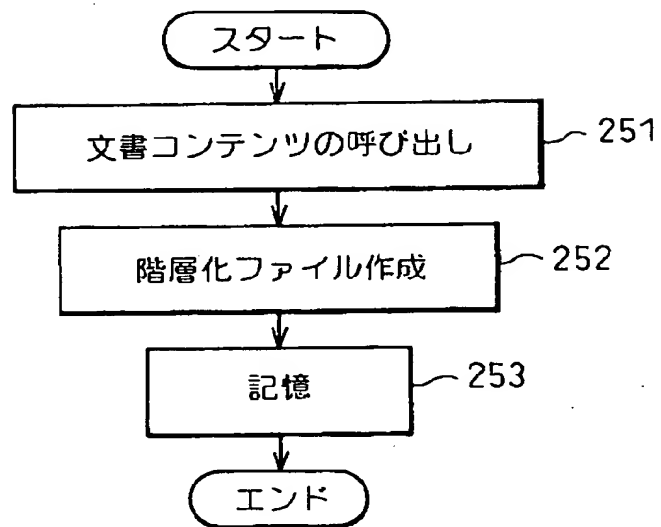 スタート
文書コンテンツの呼び出し
251
階層化ファイル作成
252
記憶
253
エンド